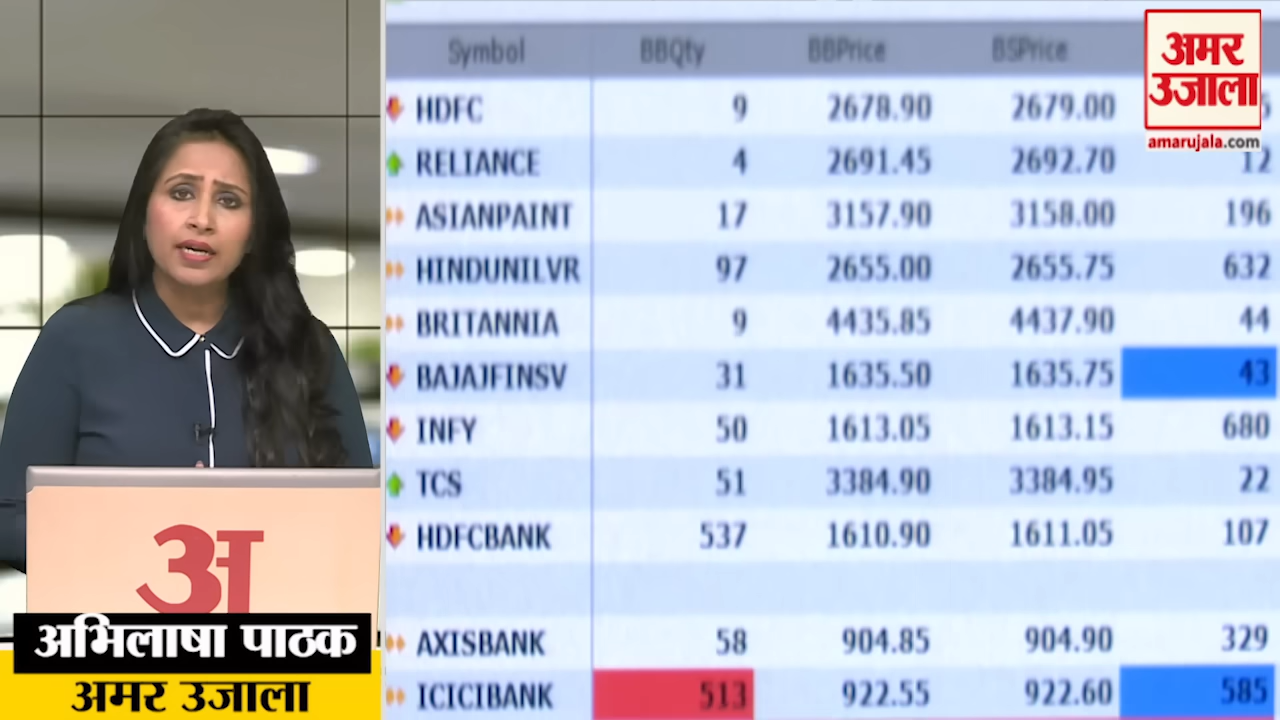 Symbol BBQty BBPrice BSPrice
HDFC 9 2678.90 2679.00
RELIANCE 4 2691.45 2692.70 12
ASIANPAINT 17 3157.90 3158.00 196
HINDUNILVR 97 2655.00 2655.75 632
BRITANNIA 9 4435.85 4437.90 44
BAJAJFINSV 31 1635.50 1635.75 43
INFY 50 1613.05 1613.15 680
TCS 51 3384.90 3384.95 22
HDFCBANK 537 1610.90 1611.05 107
AXISBANK 58 904.85 904.90 329
ICICIBANK 513 922.55 922.60 585
अमर
उजाला
amarujala.com
अ
अभिलाषा पाठक
अमर उजाला